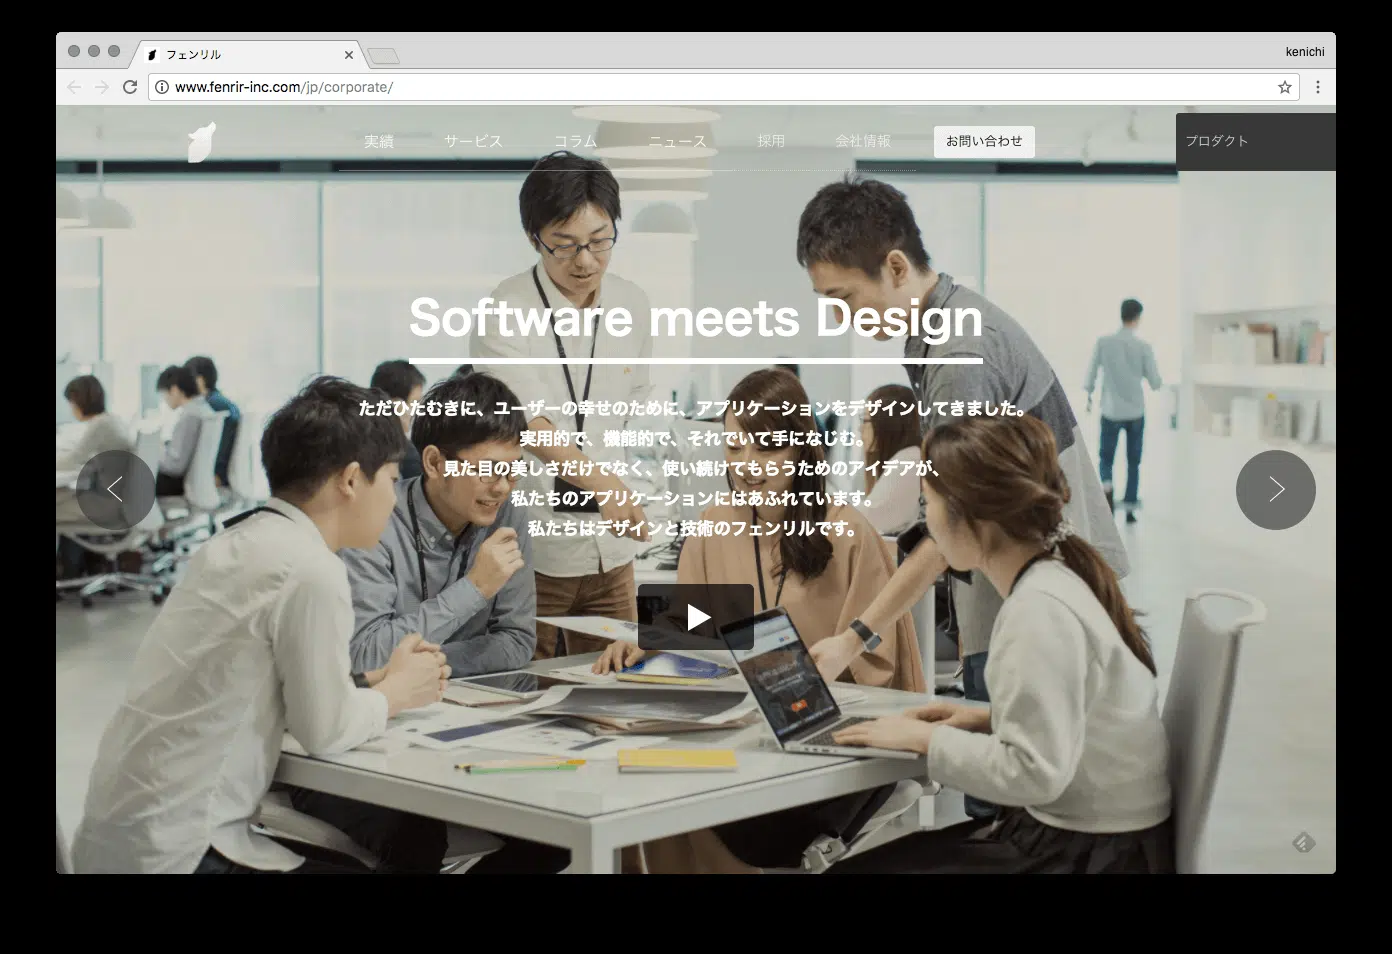 フェンリル
kenichi
www.fenrir-inc.com/jp/corporate/
実績 サービス コラム ニュース 採用 会社情報 お問い合わせ プロダクト
Software meets Design
ただひたむきに、ユーザーの幸せのために、アプリケーションをデザインしてきました。
実用的で、機能的で、それでいて手になじむ。
見た目の美しさだけでなく、使い続けてもらうためのアイデアが、
私たちのアプリケーションにはあふれています。
私たちはデザインと技術のフェンリルです。